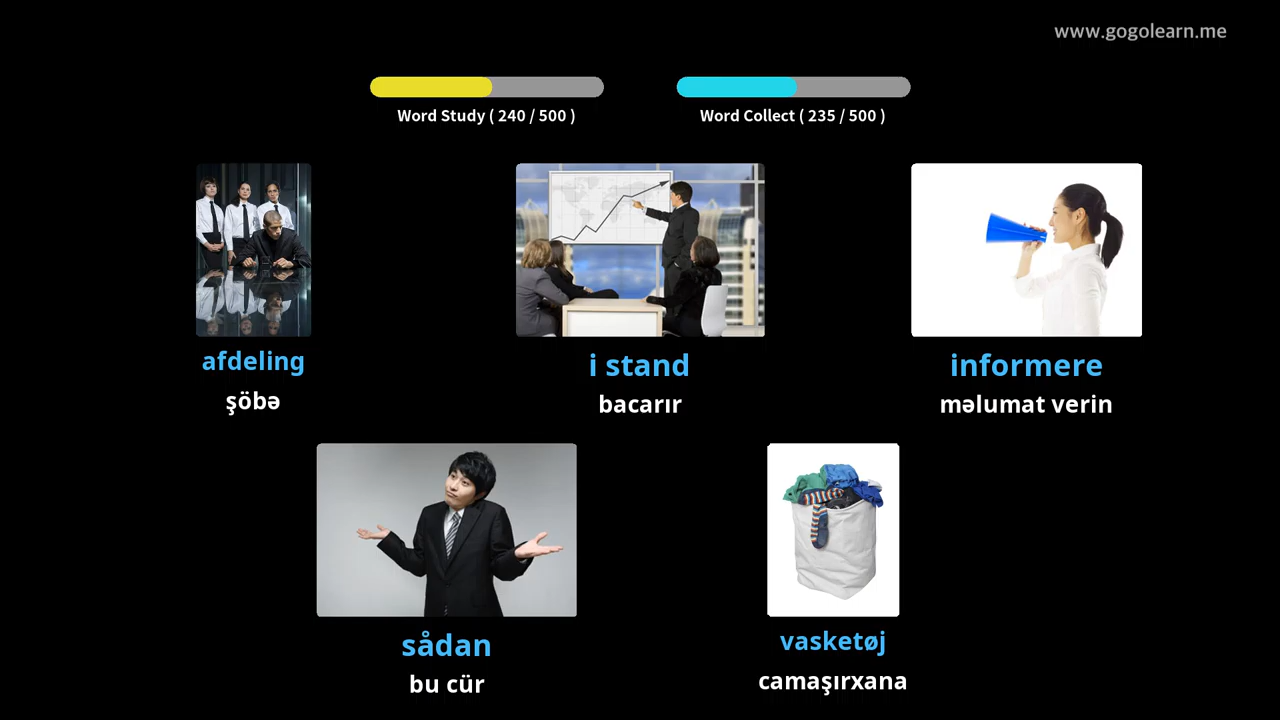 www.gogolearn.me
Word Study ( 240 / 500 )
Word Collect ( 235 / 500 )
afdeling
şöbə
i stand
bacarır
informere
məlumat verin
sådan
bu cür
vasketøj
camaşırxana